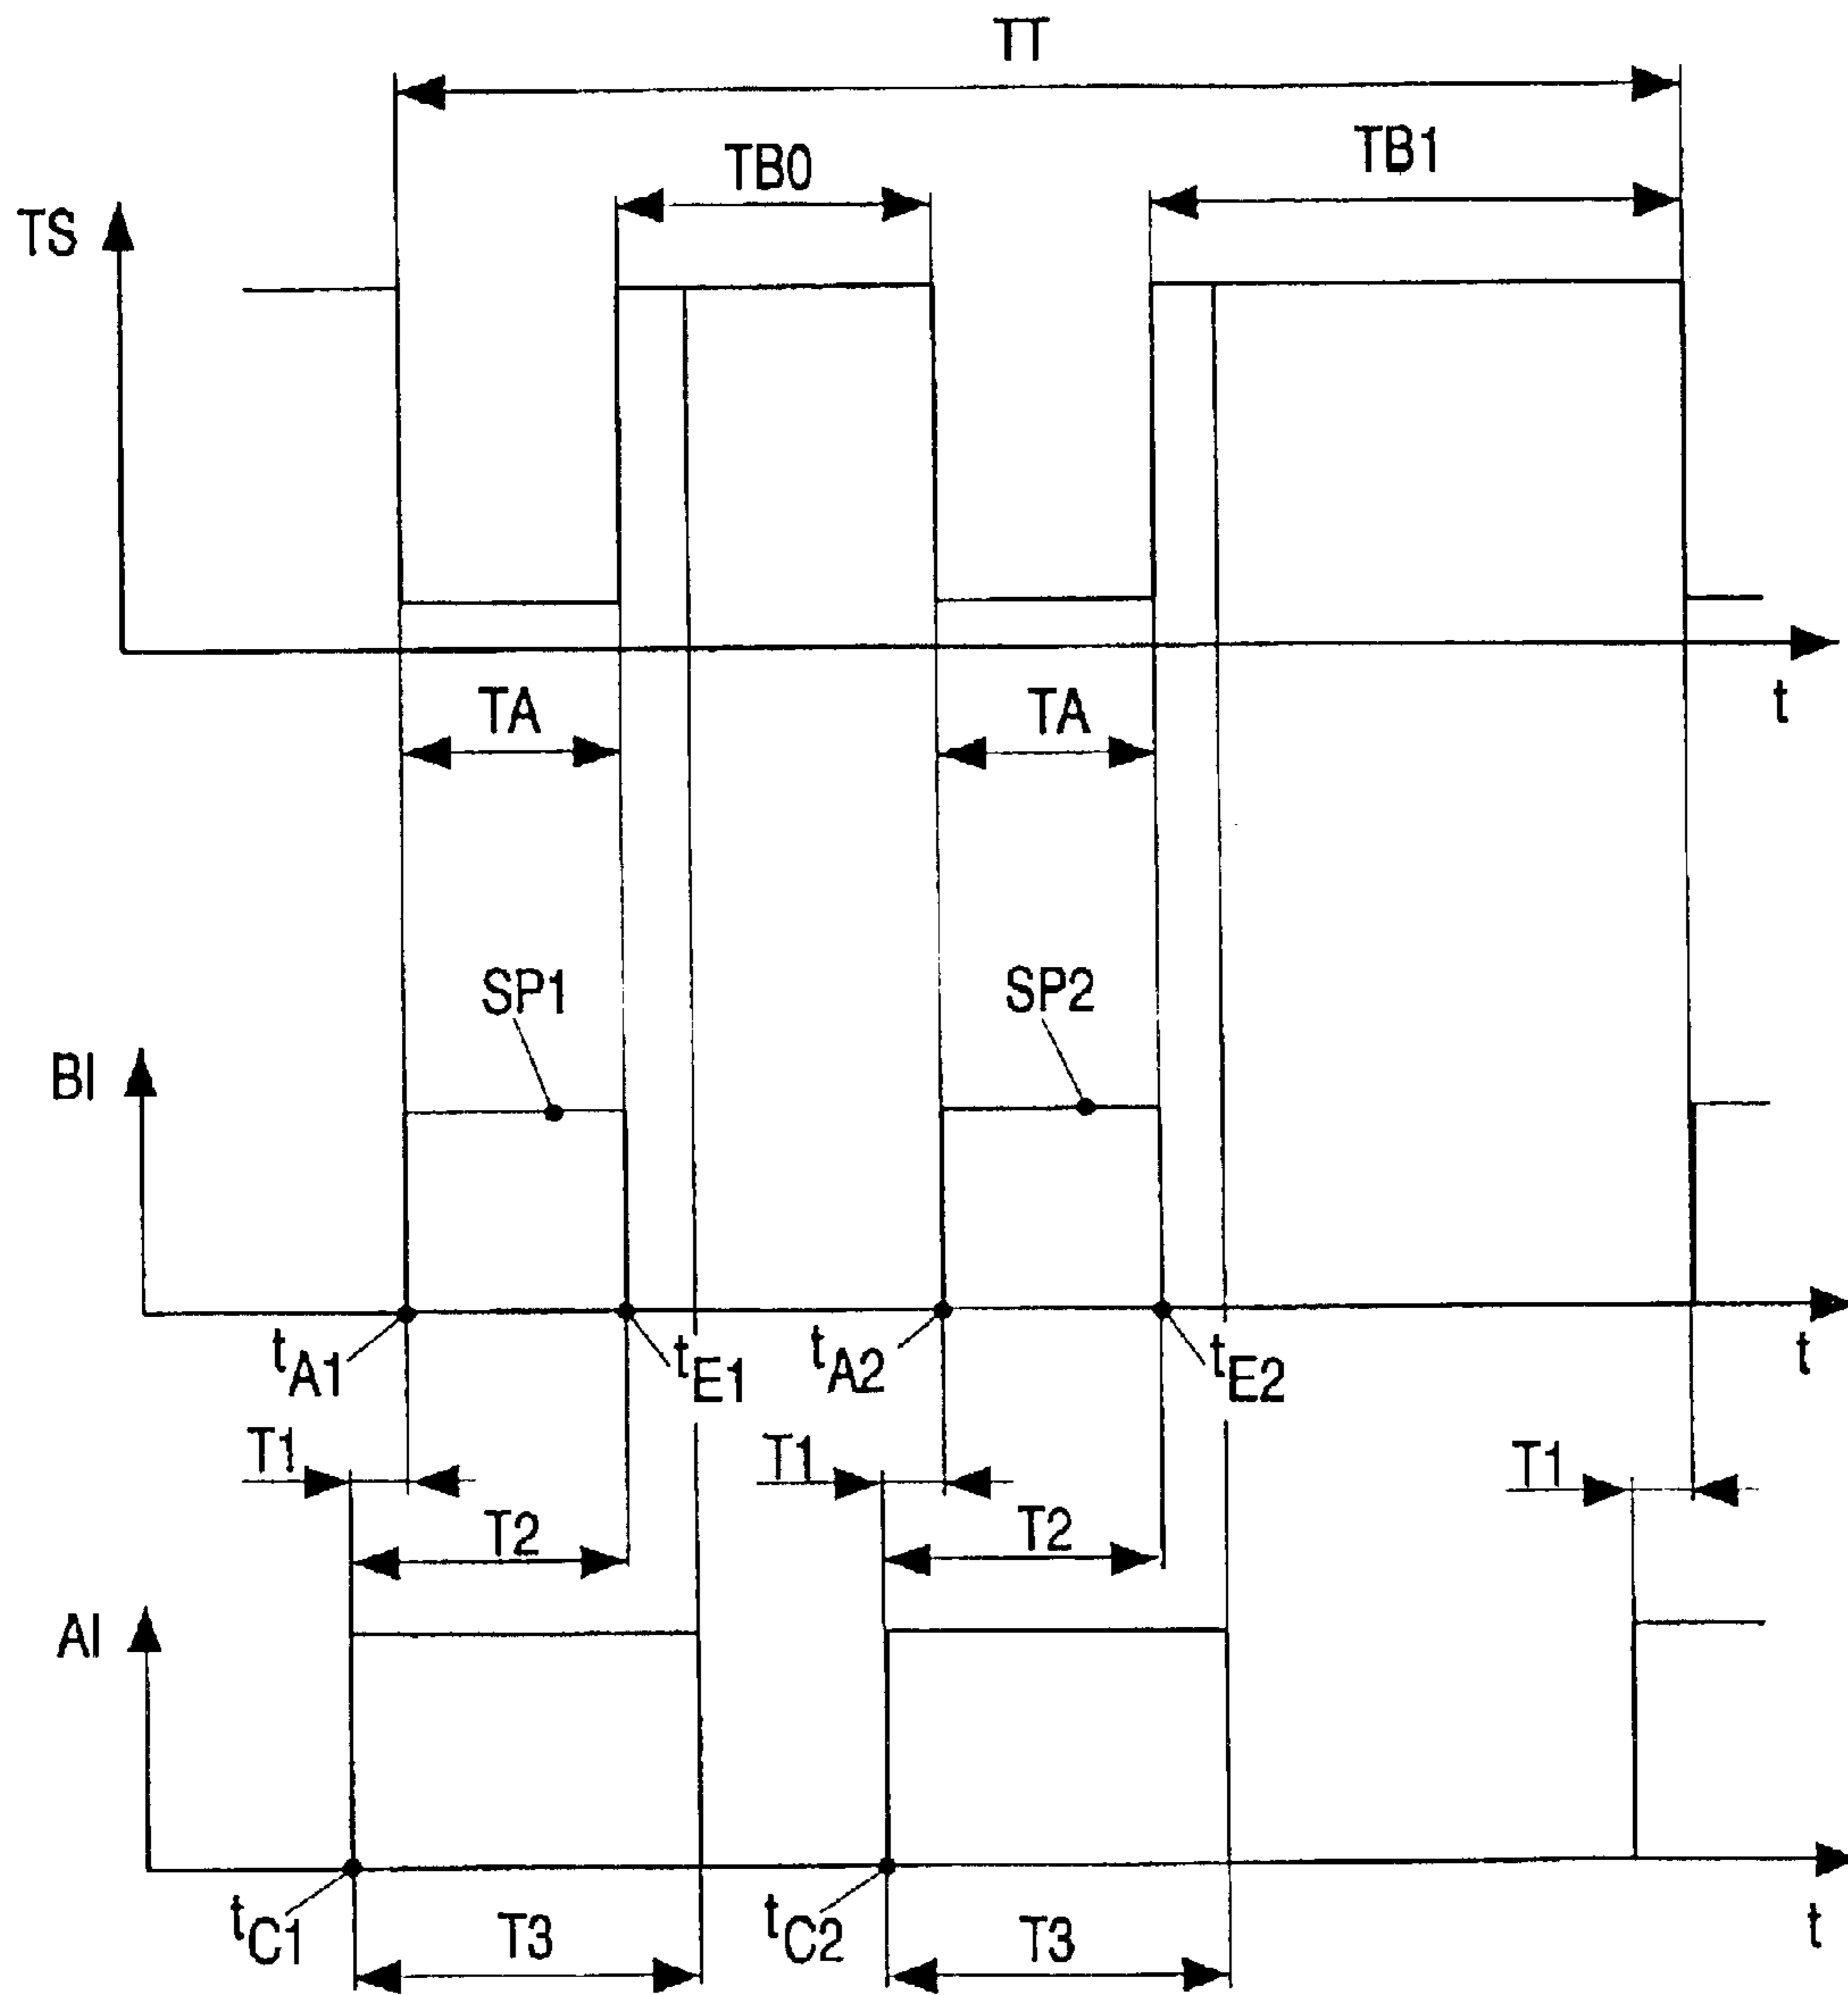 TT
TB0 TB1
TS
t
TA TA
SP1 SP2
BI
t
tA1 tE1 tA2 tE2
T1 T1 T1
T2 T2
AI
t
tC1 T3 tC2 T3